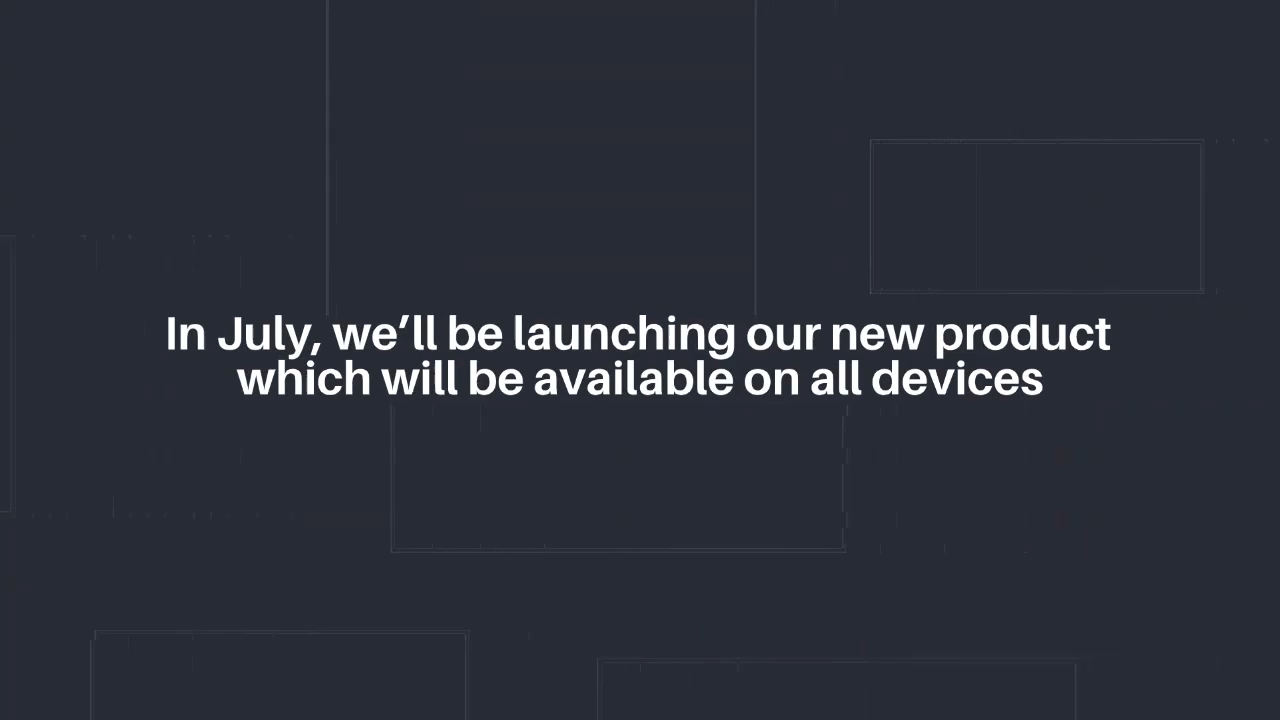 In July, we’ll be launching our new product
which will be available on all devices